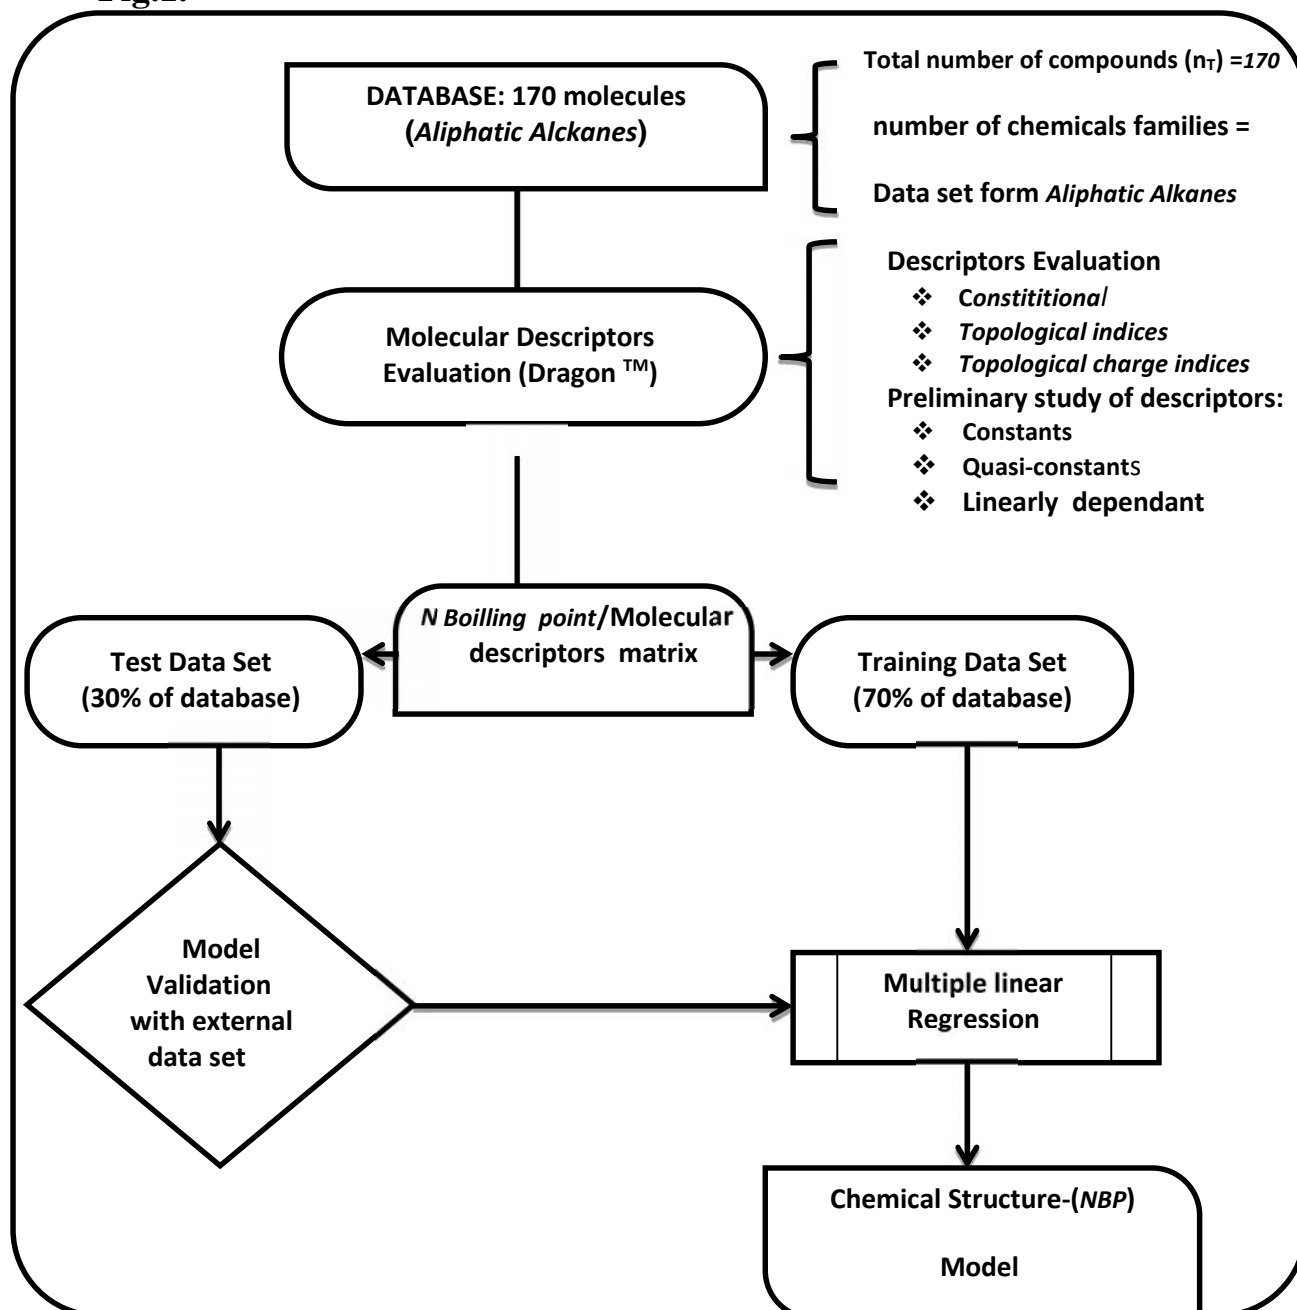 DATABASE: 170 molecules
(Aliphatic Alckanes)
Total number of compounds (nT) =170
number of chemicals families =
Data set form Aliphatic Alkanes
Molecular Descriptors
Evaluation (Dragon TM)
Descriptors Evaluation
❖ Constititional
❖ Topological indices
❖ Topological charge indices
Preliminary study of descriptors:
❖ Constants
❖ Quasi-constants
❖ Linearly dependant
N Boilling point/Molecular
descriptors matrix
Test Data Set
(30% of database)
Training Data Set
(70% of database)
Model
Validation
with external
data set
Multiple linear
Regression
Chemical Structure-(NBP)
Model